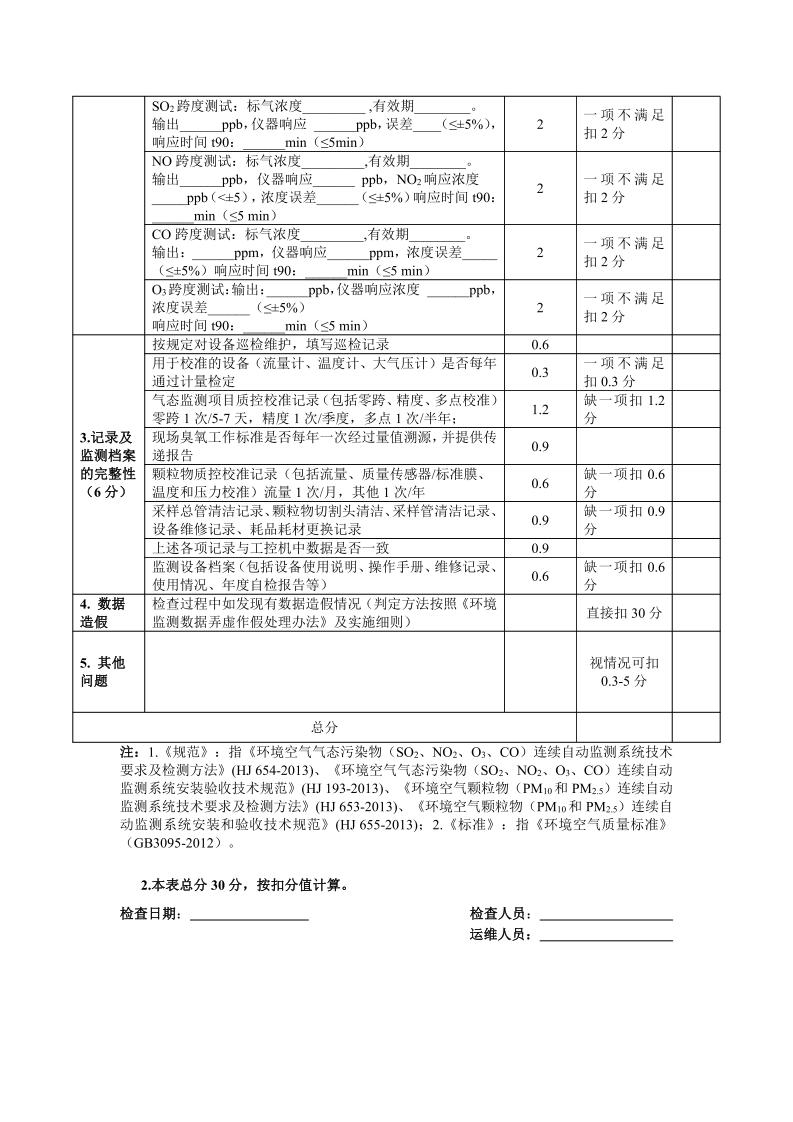 SO2 跨度测试：标气浓度_________ ,有效期________。
输出______ppb，仪器响应 ______ppb，误差____（≤±5%），
响应时间 t90：______min（≤5min）
2
一项不满足
扣 2 分
NO 跨度测试：标气浓度_________,有效期________。
输出______ppb，仪器响应______ ppb，NO2 响应浓度
_____ppb（<±5），浓度误差______（≤±5%）响应时间 t90：
______min（≤5 min）
2
一项不满足
扣 2 分
CO 跨度测试：标气浓度_________,有效期________。
输出：______ppm，仪器响应______ppm，浓度误差_____
（≤±5%）响应时间 t90：______min（≤5 min）
2
一项不满足
扣 2 分
O3 跨度测试：输出：______ppb，仪器响应浓度 ______ppb，
浓度误差______（≤±5%）
响应时间 t90：______min（≤5 min）
2
一项不满足
扣 2 分
3.记录及
监测档案
的完整性
（6 分）
按规定对设备巡检维护，填写巡检记录
0.6
用于校准的设备（流量计、温度计、大气压计）是否每年
通过计量检定
0.3
一项不满足
扣 0.3 分
气态监测项目质控校准记录（包括零跨、精度、多点校准）
零跨 1 次/5-7 天，精度 1 次/季度，多点 1 次/半年；
1.2
缺一项扣 1.2
分
现场臭氧工作标准是否每年一次经过量值溯源，并提供传
递报告
0.9
颗粒物质控校准记录（包括流量、质量传感器/标准膜、
温度和压力校准）流量 1 次/月，其他 1 次/年
0.6
缺一项扣 0.6
分
采样总管清洁记录、颗粒物切割头清洁、采样管清洁记录、
设备维修记录、耗品耗材更换记录
0.9
缺一项扣 0.9
分
上述各项记录与工控机中数据是否一致
0.9
监测设备档案（包括设备使用说明、操作手册、维修记录、
使用情况、年度自检报告等）
0.6
缺一项扣 0.6
分
4. 数据
造假
检查过程中如发现有数据造假情况（判定方法按照《环境
监测数据弄虚作假处理办法》及实施细则）
直接扣 30 分
5. 其他
问题
视情况可扣
0.3-5 分
总分
注：1.《规范》：指《环境空气气态污染物（SO2、NO2、O3、CO）连续自动监测系统技术
要求及检测方法》(HJ 654-2013)、《环境空气气态污染物（SO2、NO2、O3、CO）连续自动
监测系统安装验收技术规范》(HJ 193-2013)、《环境空气颗粒物（PM10 和 PM2.5）连续自动
监测系统技术要求及检测方法》(HJ 653-2013)、《环境空气颗粒物（PM10 和 PM2.5）连续自
动监测系统安装和验收技术规范》(HJ 655-2013)；2.《标准》：指《环境空气质量标准》
（GB3095-2012）。
2.本表总分 30 分，按扣分值计算。
检查日期：_________________ 检查人员：___________________
运维人员：___________________